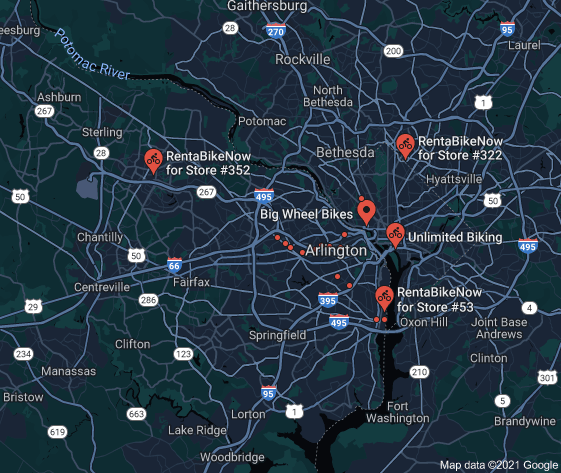 Gaithersburg
28
270
95
eesburg
Potomac River
Rockville
200
Laurel
Ashburn
267
North
Bethesda
1
Sterling
Potomac
28
RentaBikeNow
for Store #352
Bethesda
RentaBikeNow
for Store #322
Hyattsville
50
267
495
50
Big Wheel Bikes
Chantilly
Unlimited Biking
495
50
Arlington
66
Fairfax
Centreville
286
395
RentaBikeNow
for Store #53
29
495
Oxon Hill
4
Joint Base
Andrews
Springfield
Clifton
234
123
Clinton
Manassas
210
301
Bristow
95
5
663
Lorton
1
Fort
Washington
Brandywine
619
Lake Ridge
Woodbridge
Map data ©2021 Google